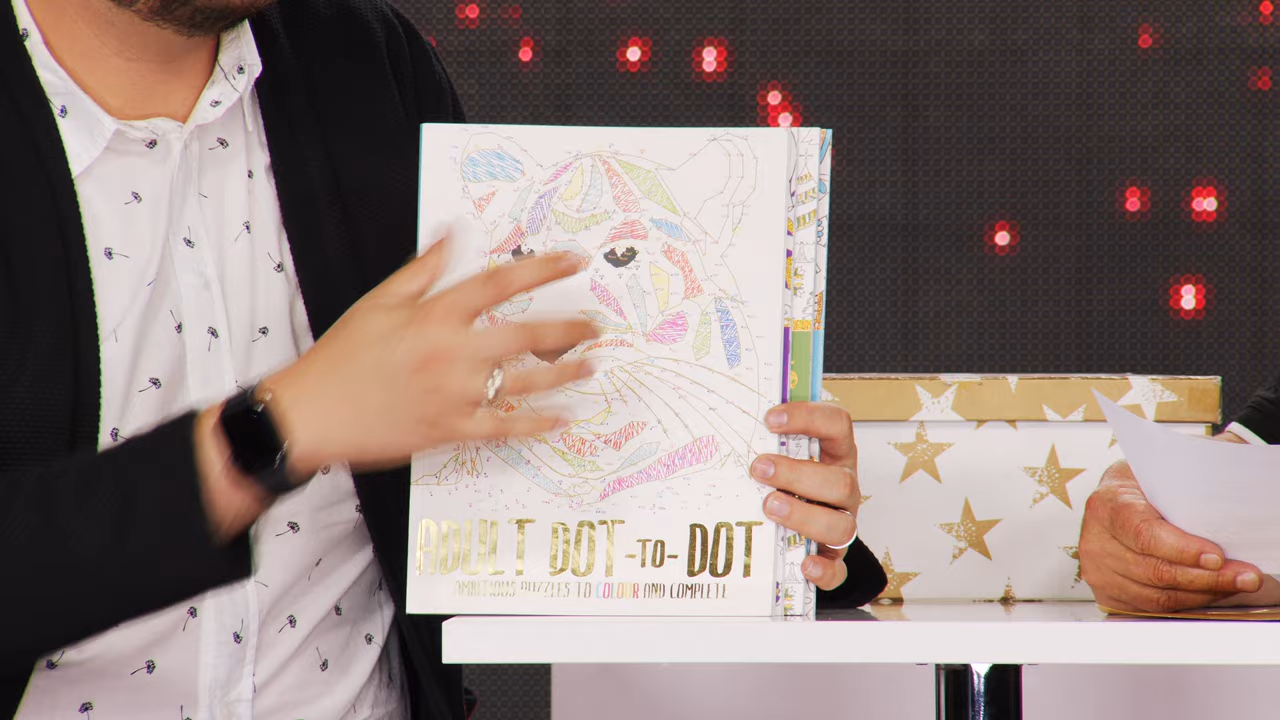 ADULT DOT-TO-DOT
AMBITIOUS PUZZLES TO COLOUR AND COMPLETE